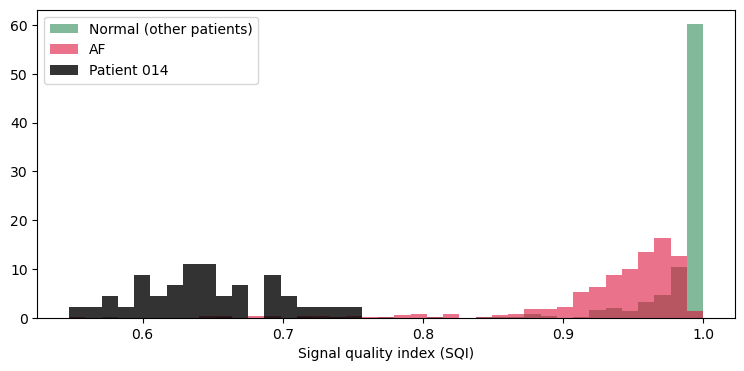 Normal (other patients)
AF
Patient 014
60
50
40
30
20
10
0
0.6 0.7 0.8 0.9 1.0
Signal quality index (SQI)